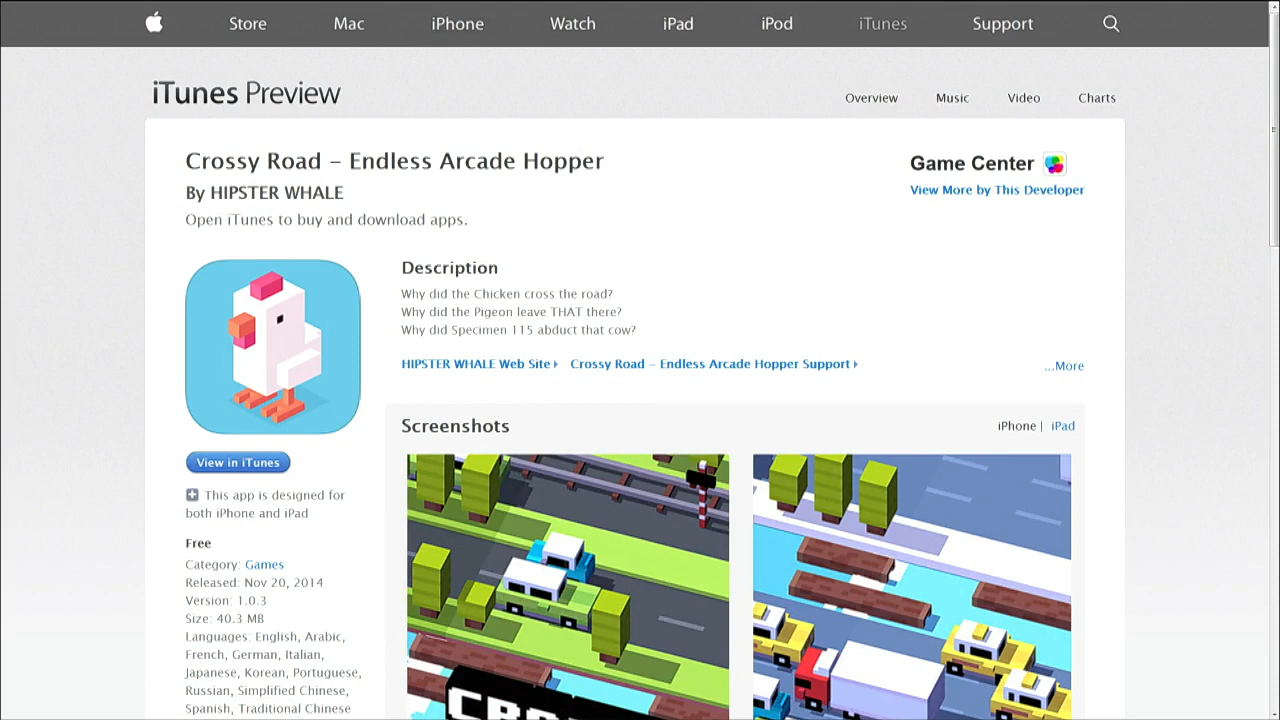 Store Mac iPhone Watch iPad iPod iTunes Support
iTunes Preview
Overview Music Video Charts
Crossy Road – Endless Arcade Hopper
By HIPSTER WHALE
Open iTunes to buy and download apps.
Game Center
View More by This Developer
Description
Why did the Chicken cross the road?
Why did the Pigeon leave THAT there?
Why did Specimen 115 abduct that cow?
HIPSTER WHALE Web Site
Crossy Road – Endless Arcade Hopper Support
...More
Screenshots
iPhone | iPad
View in iTunes
This app is designed for
both iPhone and iPad
Free
Category: Games
Released: Nov 20, 2014
Version: 1.0.3
Size: 40.3 MB
Languages: English, Arabic,
French, German, Italian,
Japanese, Korean, Portuguese,
Russian, Simplified Chinese,
Spanish, Traditional Chinese